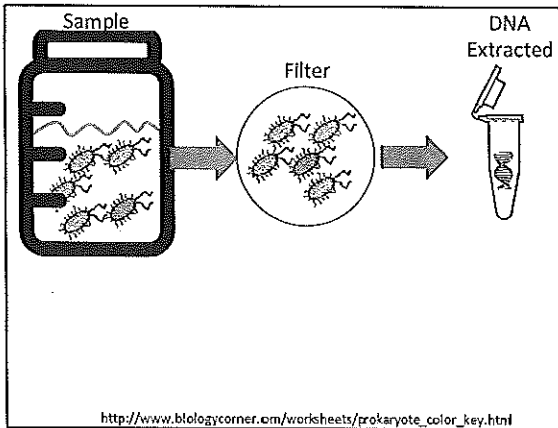 Sample
DNA
Extracted
Filter
http://www.biologycorner.com/worksheets/prokaryote_color_key.html